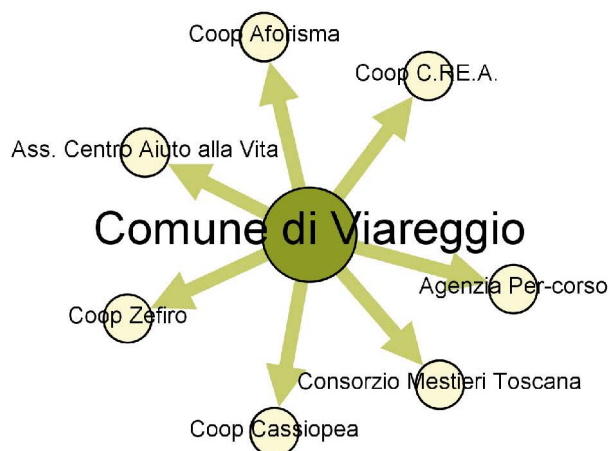 Coop Aforisma
Coop C.RE.A.
Ass. Centro Aiuto alla Vita
Comune di Viareggio
Agenzia Per-corso
Coop Zefiro
Consorzio Mestieri Toscana
Coop Cassiopea